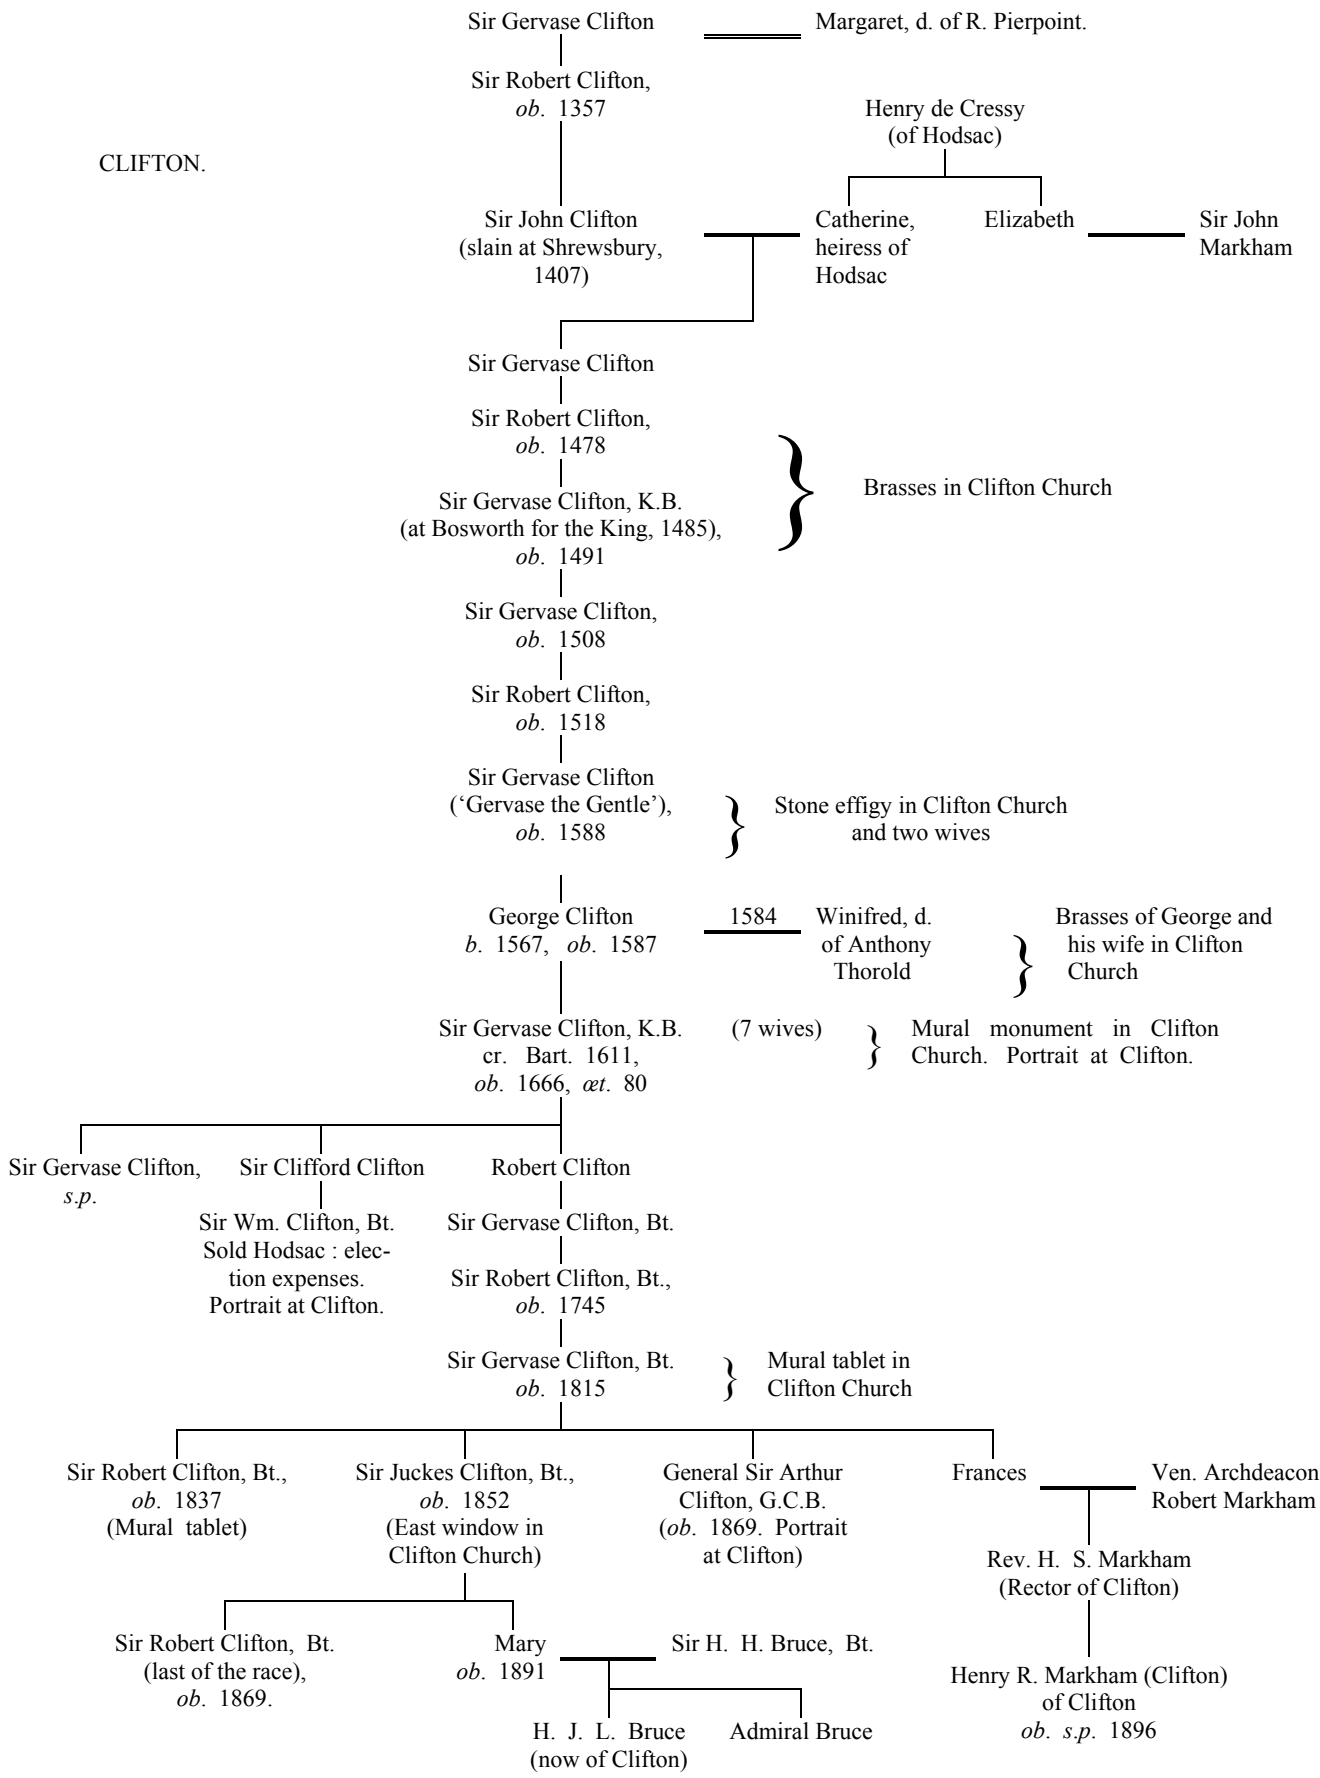 Sir Gervase Clifton
Margaret, d. of R. Pierpoint.
Sir Robert Clifton,
ob. 1357
Henry de Cressy
(of Hodsac)
CLIFTON.
Sir John Clifton
(slain at Shrewsbury,
1407)
Catherine,
heiress of
Hodsac
Elizabeth
Sir John
Markham
Sir Gervase Clifton
Sir Robert Clifton,
ob. 1478
Sir Gervase Clifton, K.B.
(at Bosworth for the King, 1485),
ob. 1491
} Brasses in Clifton Church
Sir Gervase Clifton,
ob. 1508
Sir Robert Clifton,
ob. 1518
Sir Gervase Clifton
(‘Gervase the Gentle’),
ob. 1588
} Stone effigy in Clifton Church
and two wives
George Clifton
b. 1567, ob. 1587
1584
Winifred, d.
of Anthony
Thorold
} Brasses of George and
his wife in Clifton
Church
Sir Gervase Clifton, K.B.
cr. Bart. 1611,
ob. 1666, æt. 80
(7 wives)
} Mural monument in Clifton
Church. Portrait at Clifton.
Sir Gervase Clifton,
s.p.
Sir Clifford Clifton
Robert Clifton
Sir Wm. Clifton, Bt.
Sold Hodsac : elec-
tion expenses.
Portrait at Clifton.
Sir Gervase Clifton, Bt.
Sir Robert Clifton, Bt.,
ob. 1745
Sir Gervase Clifton, Bt.
ob. 1815
} Mural tablet in
Clifton Church
Sir Robert Clifton, Bt.,
ob. 1837
(Mural tablet)
Sir Juckes Clifton, Bt.,
ob. 1852
(East window in
Clifton Church)
General Sir Arthur
Clifton, G.C.B.
(ob. 1869. Portrait
at Clifton)
Frances
Ven. Archdeacon
Robert Markham
Rev. H. S. Markham
(Rector of Clifton)
Sir Robert Clifton, Bt.
(last of the race),
ob. 1869.
Mary
ob. 1891
Sir H. H. Bruce, Bt.
Henry R. Markham (Clifton)
of Clifton
ob. s.p. 1896
H. J. L. Bruce
(now of Clifton)
Admiral Bruce